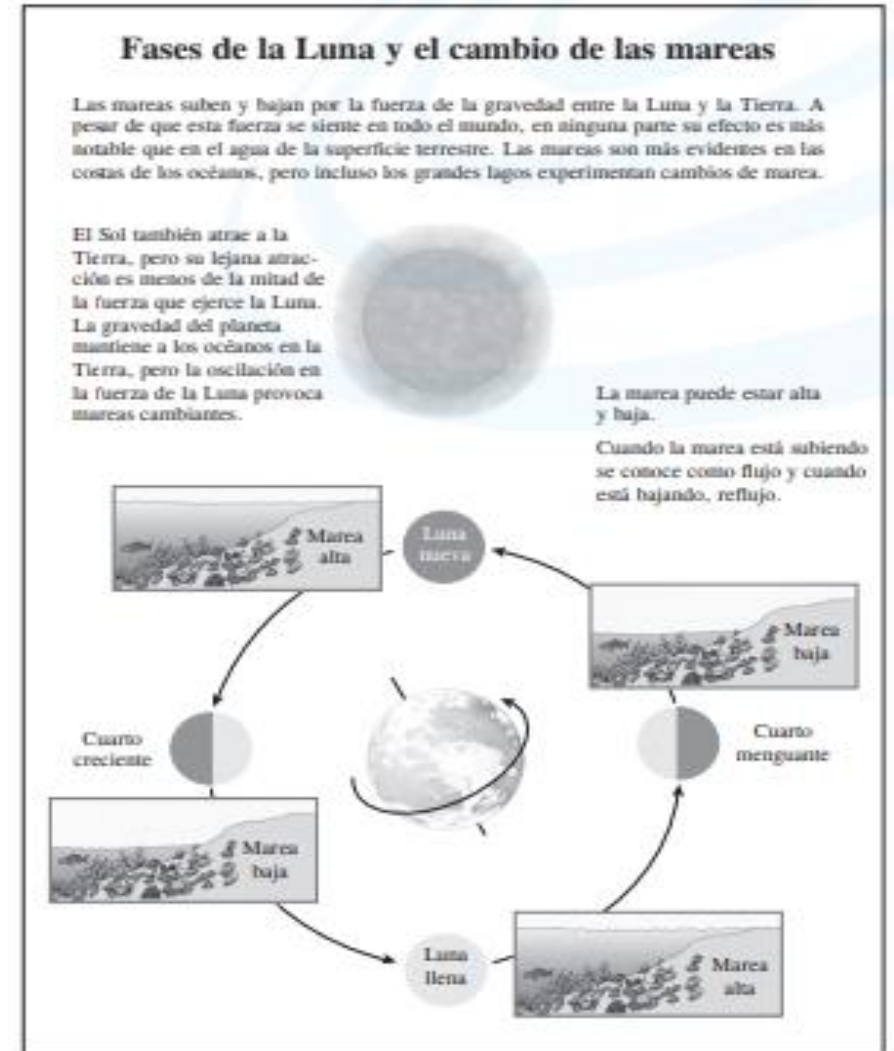 Fases de la Luna y el cambio de las mareas
Las mareas suben y bajan por la fuerza de la gravedad entre la Luna y la Tierra. A
pesar de que esta fuerza se siente en todo el mundo, en ninguna parte su efecto es más
notable que en el agua de la superficie terrestre. Las mareas son más evidentes en las
costas de los océanos, pero incluso los grandes lagos experimentan cambios de marea.
El Sol también atrae a la
Tierra, pero su lejana atrac-
ción es menos de la mitad de
la fuerza que ejerce la Luna.
La gravedad del planeta
mantiene a los océanos en la
Tierra, pero la oscilación en
la fuerza de la Luna provoca
mareas cambiantes.
La marea puede estar alta
y baja.
Cuando la marea está subiendo
se conoce como flujo y cuando
está bajando, reflujo.
Marea
alta
Luna
nueva
Marea
baja
Cuarto
creciente
Cuarto
menguante
Marea
baja
Luna
llena
Marea
alta